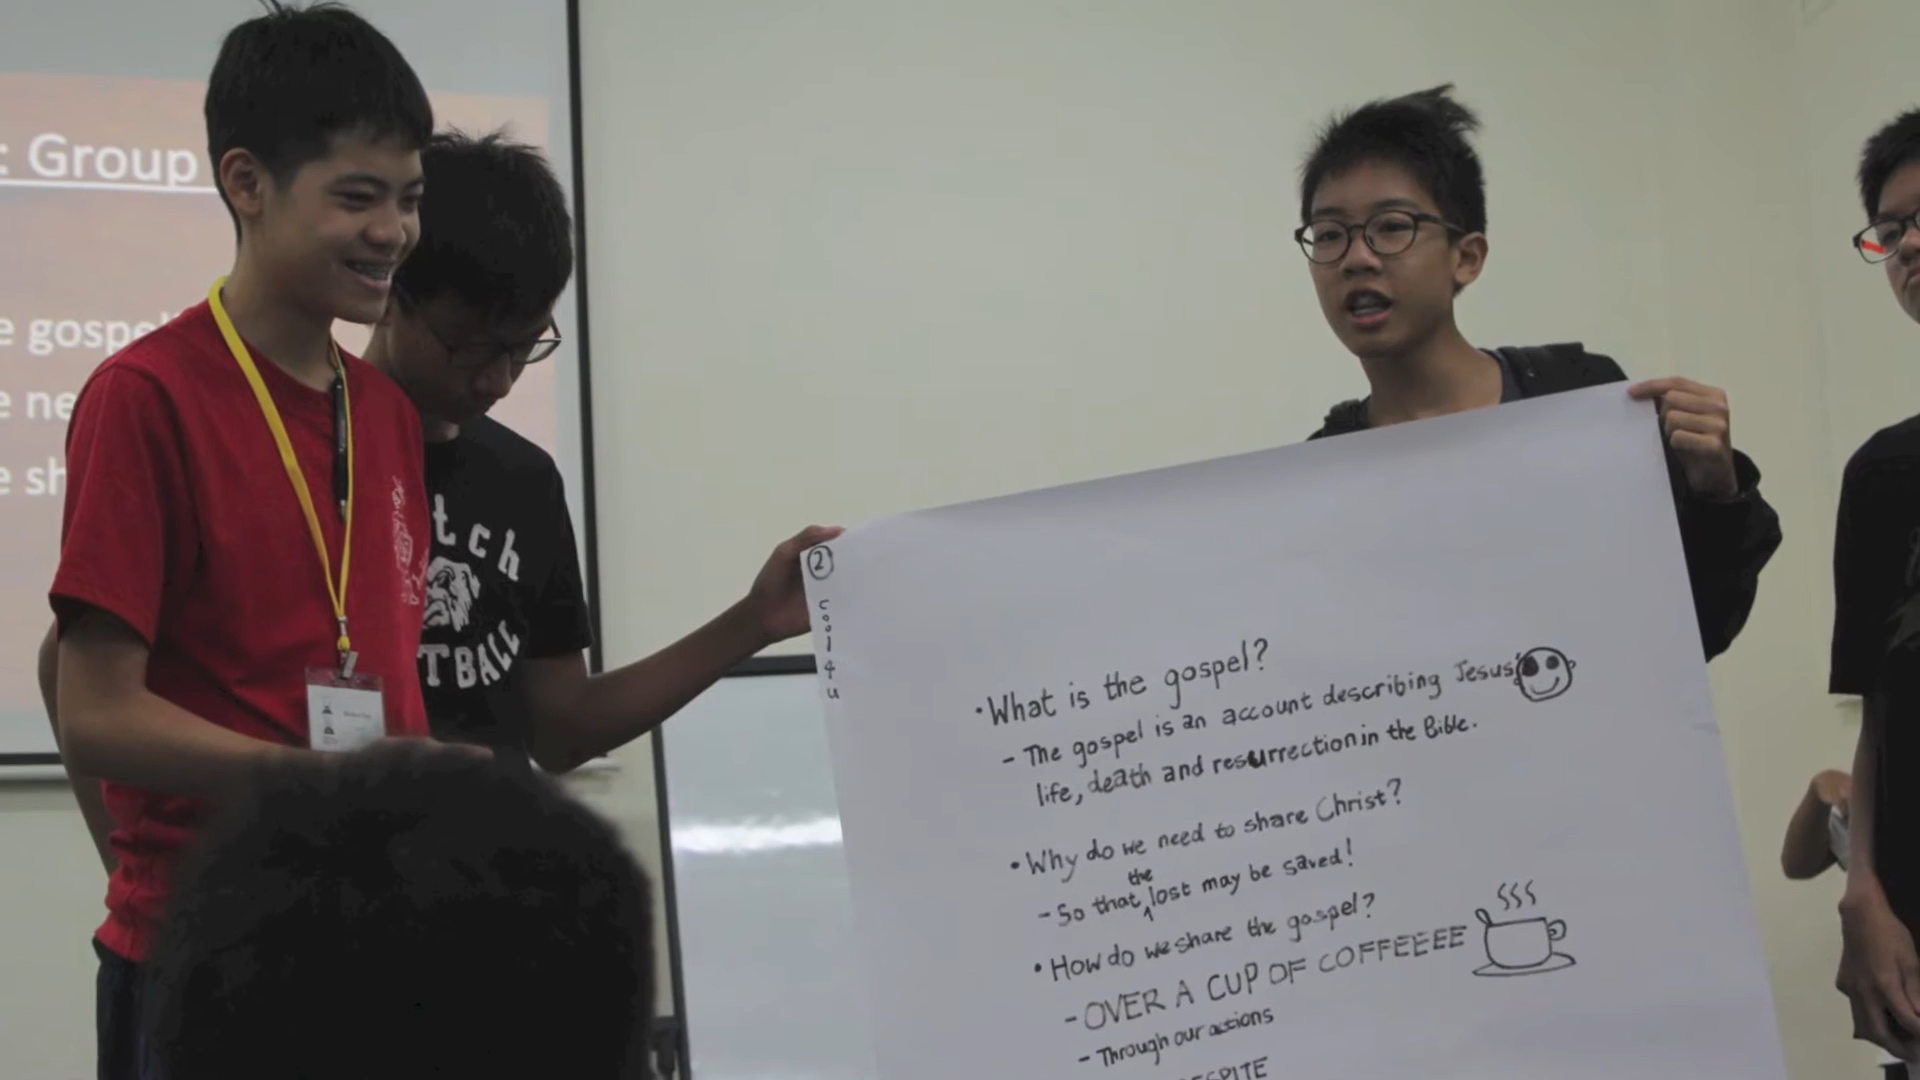 : Group
e gospel
e ne
e sh
tch
TBALL
2
cool4u
• What is the gospel?
- The gospel is an account describing Jesus'
life, death and resurrection in the Bible.
• Why do we need to share Christ?
- So that the lost may be saved!
• How do we share the gospel?
- OVER A CUP OF COFFEEEE
- Through our actions
ESPITE